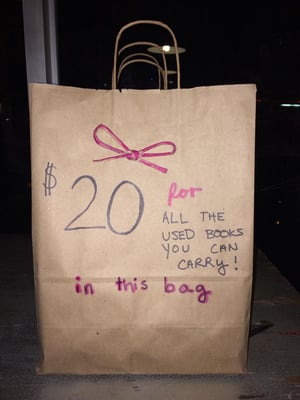 $20 for
ALL THE
USED BOOKS
YOU CAN
CARRY!
in this bag